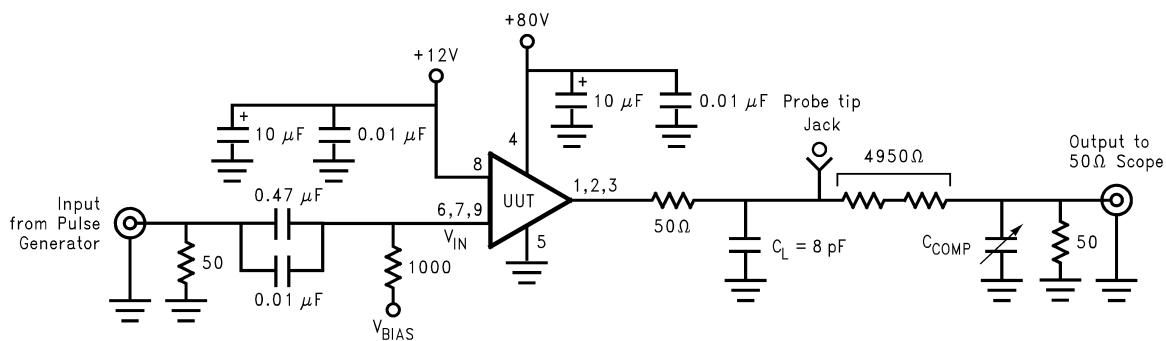 +80V
+12V
+
10 μF
0.01 μF
+
10 μF
0.01 μF
Probe tip
Jack
4950Ω
Output to
50Ω Scope
4
8
UUT
1,2,3
6,7,9
V_IN
5
0.47 μF
Input
from Pulse
Generator
50
0.01 μF
1000
V_BIAS
50Ω
C_L = 8 pF
C_COMP
50